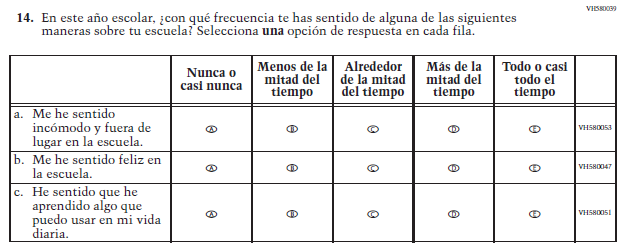 VH580039
14. En este año escolar, ¿con qué frecuencia te has sentido de alguna de las siguientes
maneras sobre tu escuela? Selecciona una opción de respuesta en cada fila.
Nunca o
casi nunca
Menos de la
mitad del
tiempo
Alrededor
de la mitad
del tiempo
Más de la
mitad del
tiempo
Todo o casi
todo el
tiempo
a. Me he sentido
incómodo y fuera de
lugar en la escuela.
A B C D E VH580053
b. Me he sentido feliz en
la escuela.
A B C D E VH580047
c. He sentido que he
aprendido algo que
puedo usar en mi vida
diaria.
A B C D E VH580051